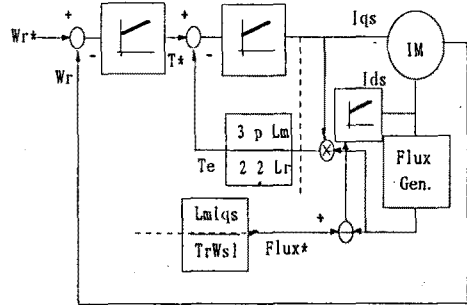 Wr*
+
-
T*
+
-
Iqs
IM
Wr
Ids
3 p Lm
2 2 Lr
Te
×
Flux
Gen.
LmIqs
TrWsl
+
-
Flux*